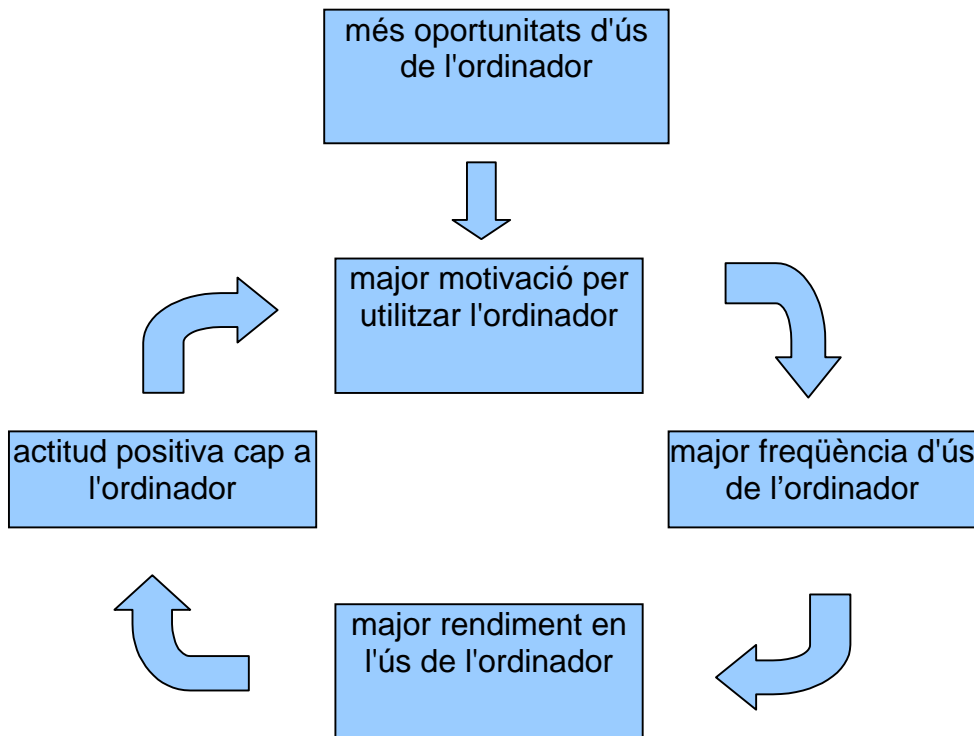 més oportunitats d'ús
de l'ordinador
major motivació per
utilitzar l'ordinador
actitud positiva cap a
l'ordinador
major freqüència d'ús
de l’ordinador
major rendiment en
l'ús de l'ordinador